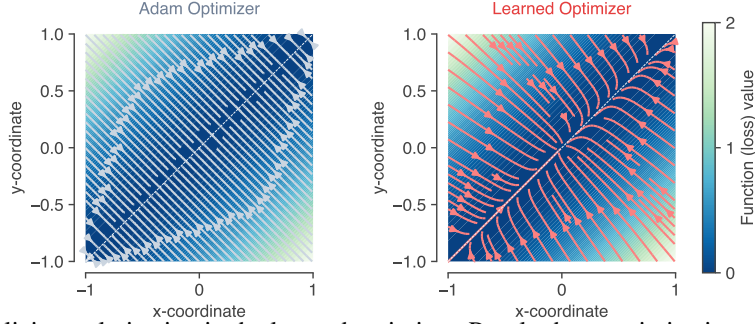 Adam Optimizer
1.0
0.5
0.0
−0.5
−1.0
y-coordinate
−1
0
1
x-coordinate
Learned Optimizer
1.0
0.5
0.0
−0.5
−1.0
y-coordinate
−1
0
1
x-coordinate
2
1
0
Function (loss) value